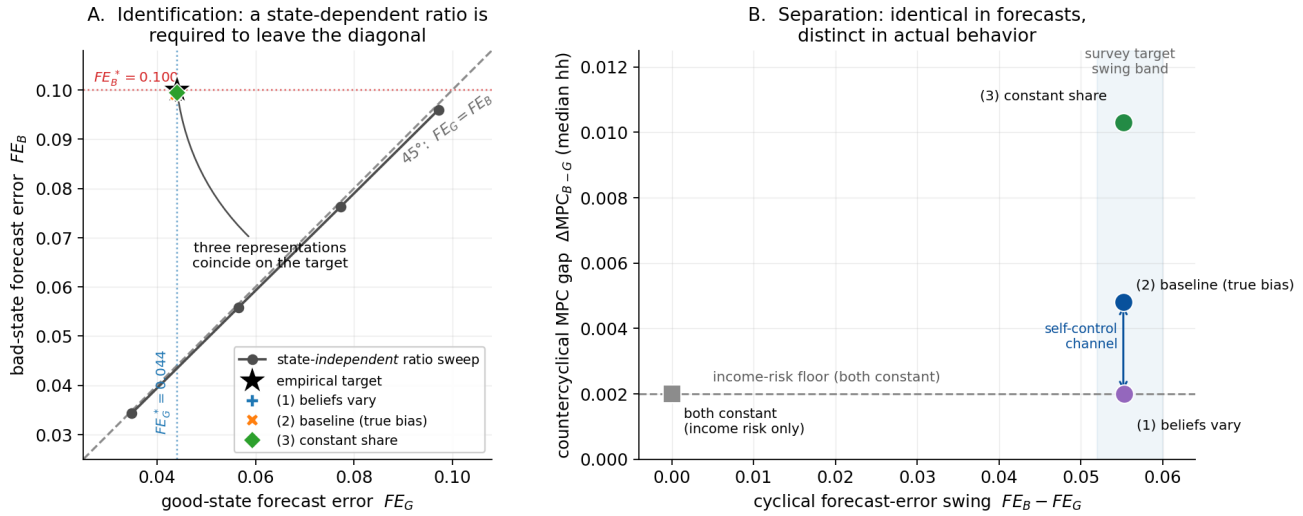 A.  Identification: a state-dependent ratio is
required to leave the diagonal
bad-state forecast error  FE_B
0.10
0.09
0.08
0.07
0.06
0.05
0.04
0.03
FE_B^* = 0.100
45°: FE_G = FE_B
three representations
coincide on the target
FE_G^* = 0.044
state-independent ratio sweep
empirical target
(1) beliefs vary
(2) baseline (true bias)
(3) constant share
0.04
0.06
0.08
0.10
good-state forecast error  FE_G
B.  Separation: identical in forecasts,
distinct in actual behavior
countercyclical MPC gap  ΔMPC_{B−G} (median hh)
0.012
0.010
0.008
0.006
0.004
0.002
0.000
survey target
swing band
(3) constant share
(2) baseline (true bias)
self-control
channel
income-risk floor (both constant)
both constant
(income risk only)
(1) beliefs vary
0.00
0.01
0.02
0.03
0.04
0.05
0.06
cyclical forecast-error swing  FE_B − FE_G